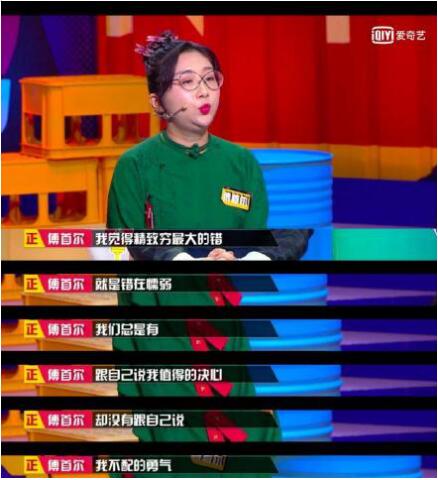 iQIYI 爱奇艺
正 傅首尔 我觉得精致穷最大的错
正 傅首尔 就是错在懦弱
正 傅首尔 我们总是有
正 傅首尔 跟自己说我值得的决心
正 傅首尔 却没有跟自己说
正 傅首尔 我不配的勇气